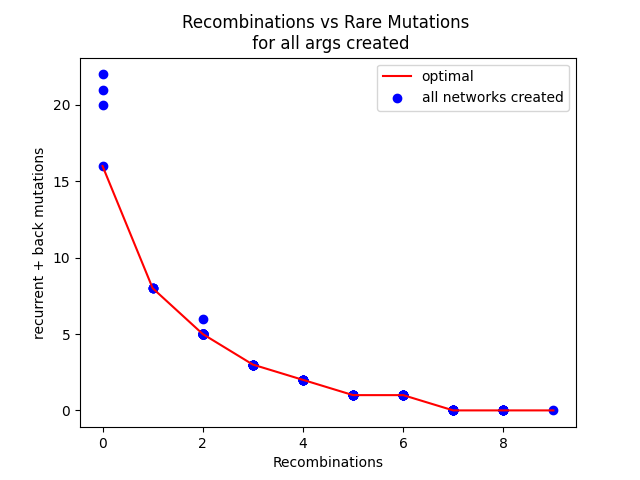 Recombinations vs Rare Mutations
for all args created
optimal
all networks created
recurrent + back mutations
20
15
10
5
0
0 2 4 6 8
Recombinations